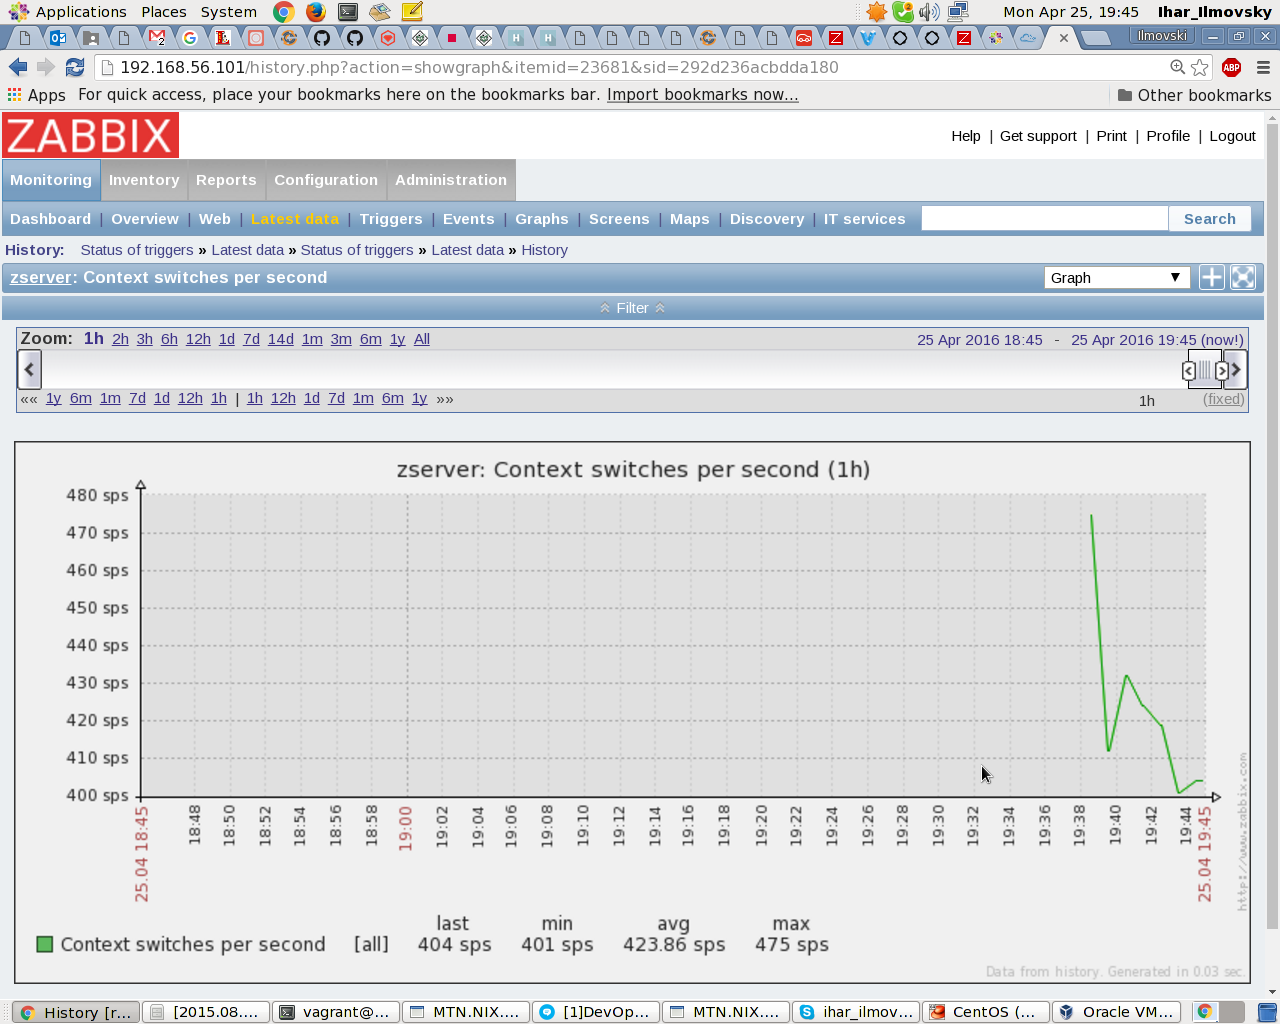 Applications Places System Mon Apr 25, 19:45 Ihar_Ilmovsky
Ilmovski
192.168.56.101/history.php?action=showgraph&itemid=23681&sid=292d236acbdda180 ABP
Apps For quick access, place your bookmarks here on the bookmarks bar. Import bookmarks now... Other bookmarks
ZABBIX
Help | Get support | Print | Profile | Logout
Monitoring Inventory Reports Configuration Administration
Dashboard | Overview | Web | Latest data | Triggers | Events | Graphs | Screens | Maps | Discovery | IT services Search
History: Status of triggers » Latest data » Status of triggers » Latest data » History
zserver: Context switches per second Graph
Filter
Zoom: 1h 2h 3h 6h 12h 1d 7d 14d 1m 3m 6m 1y All 25 Apr 2016 18:45 - 25 Apr 2016 19:45 (now!)
«« 1y 6m 1m 7d 1d 12h 1h | 1h 12h 1d 7d 1m 6m 1y »» 1h (fixed)
zserver: Context switches per second (1h)
480 sps
470 sps
460 sps
450 sps
440 sps
430 sps
420 sps
410 sps
400 sps
25.04 18:45 18:48 18:50 18:52 18:54 18:56 18:58 19:00 19:02 19:04 19:06 19:08 19:10 19:12 19:14 19:16 19:18 19:20 19:22 19:24 19:26 19:28 19:30 19:32 19:34 19:36 19:38 19:40 19:42 19:44 25.04 19:45
http://www.zabbix.com
last min avg max
Context switches per second [all] 404 sps 401 sps 423.86 sps 475 sps
Data from history. Generated in 0.03 sec.
History [r... [2015.08.... vagrant@... MTN.NIX.... [1]DevOp... MTN.NIX.... ihar_ilmov... CentOS (... Oracle VM...